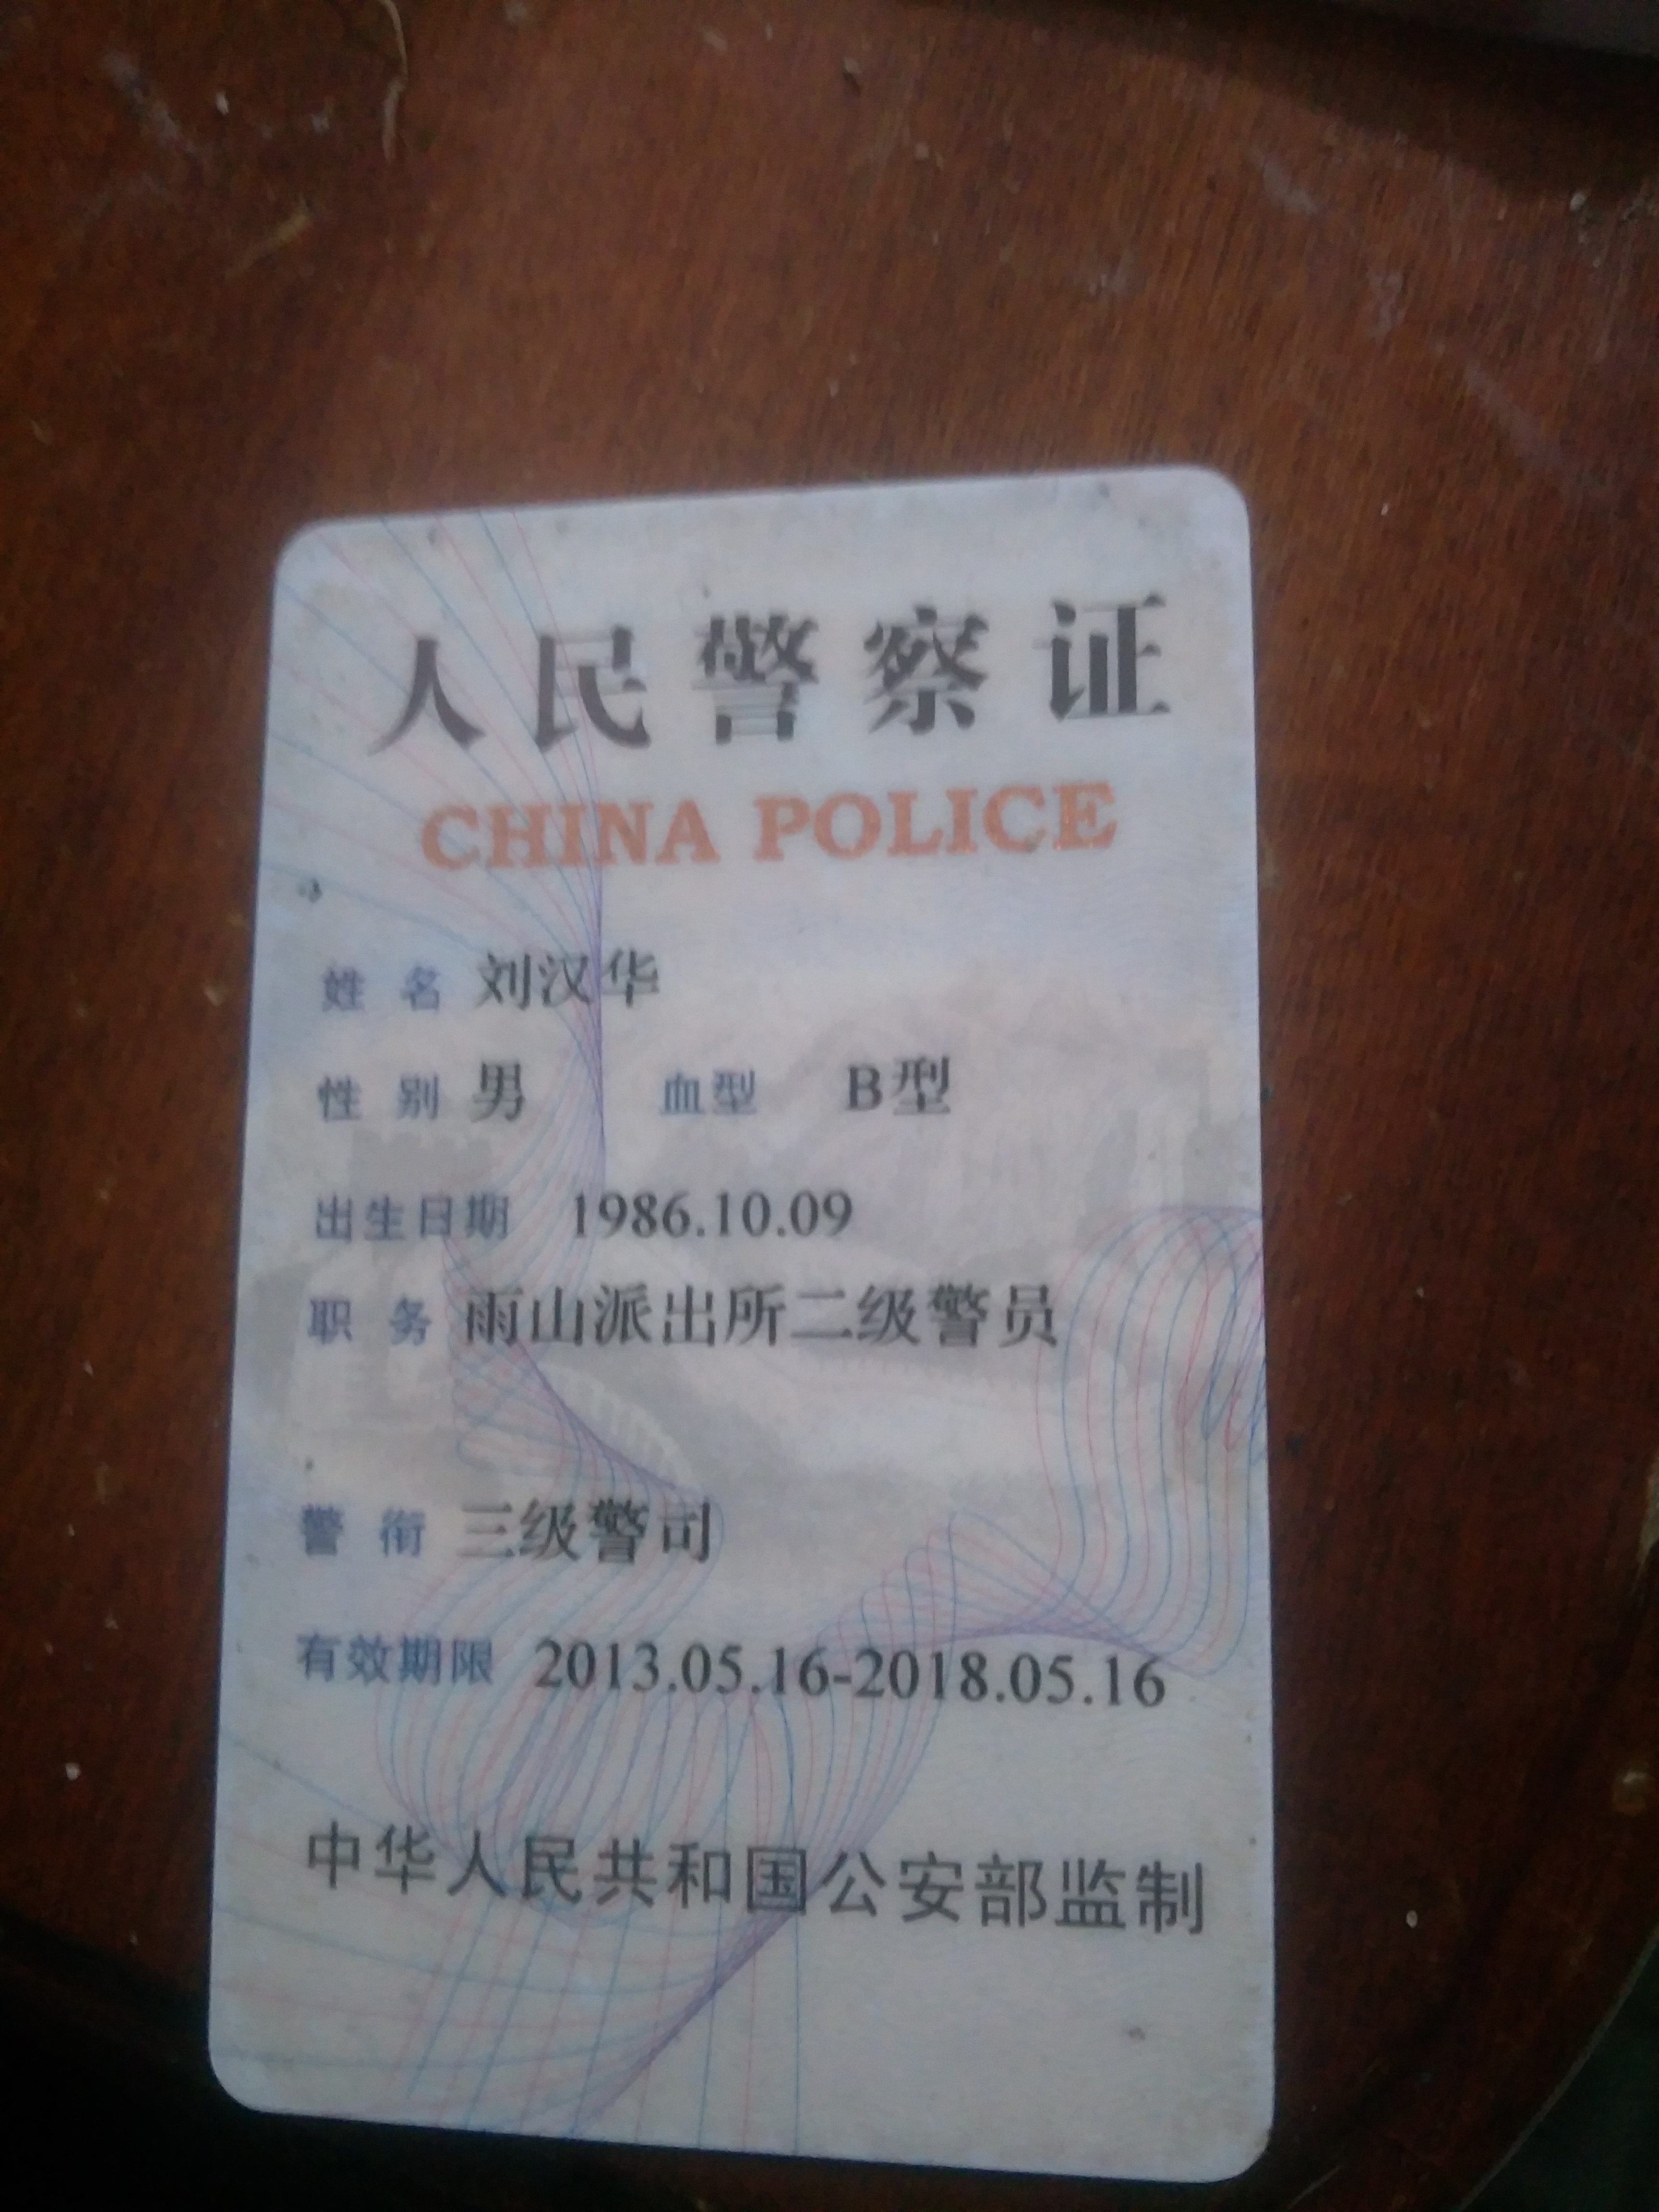 人民警察证
CHINA POLICE
姓 名 刘汉华
性 别 男 血型 B型
出生日期 1986.10.09
职 务 雨山派出所二级警员
警 衔 三级警司
有效期限 2013.05.16-2018.05.16
中华人民共和国公安部监制